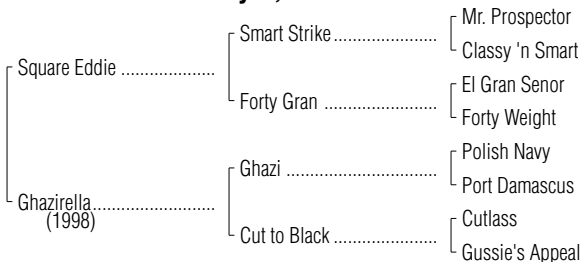 Mr. Prospector
Smart Strike
Classy 'n Smart
Square Eddie
El Gran Senor
Forty Gran
Forty Weight
Polish Navy
Ghazi
Port Damascus
Ghazirella
(1998)
Cutlass
Cut to Black
Gussie's Appeal